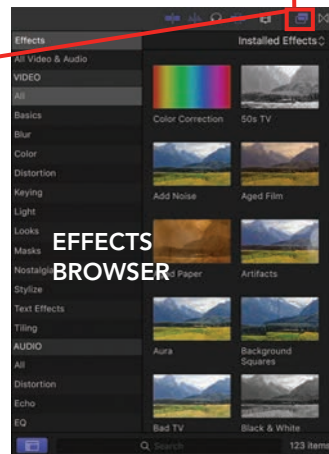 Effects
Installed Effects
All Video & Audio
VIDEO
All
Basics
Blur
Color
Distortion
Keying
Light
Looks
Masks
Nostalgia
Stylize
Text Effects
Tiling
AUDIO
All
Distortion
Echo
EQ
Color Correction
50s TV
Add Noise
Aged Film
Paper
Artifacts
Aura
Background
Squares
Bad TV
Black & White
EFFECTS
BROWSER
Search
123 items